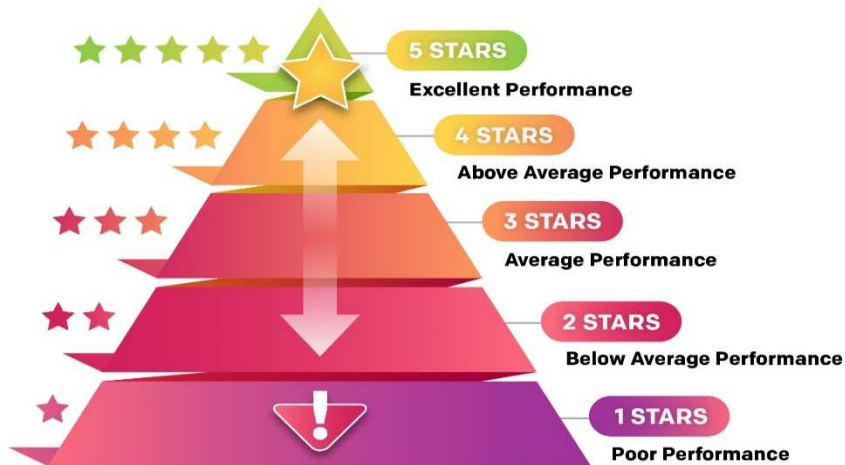 5 STARS
Excellent Performance
4 STARS
Above Average Performance
3 STARS
Average Performance
2 STARS
Below Average Performance
1 STARS
Poor Performance